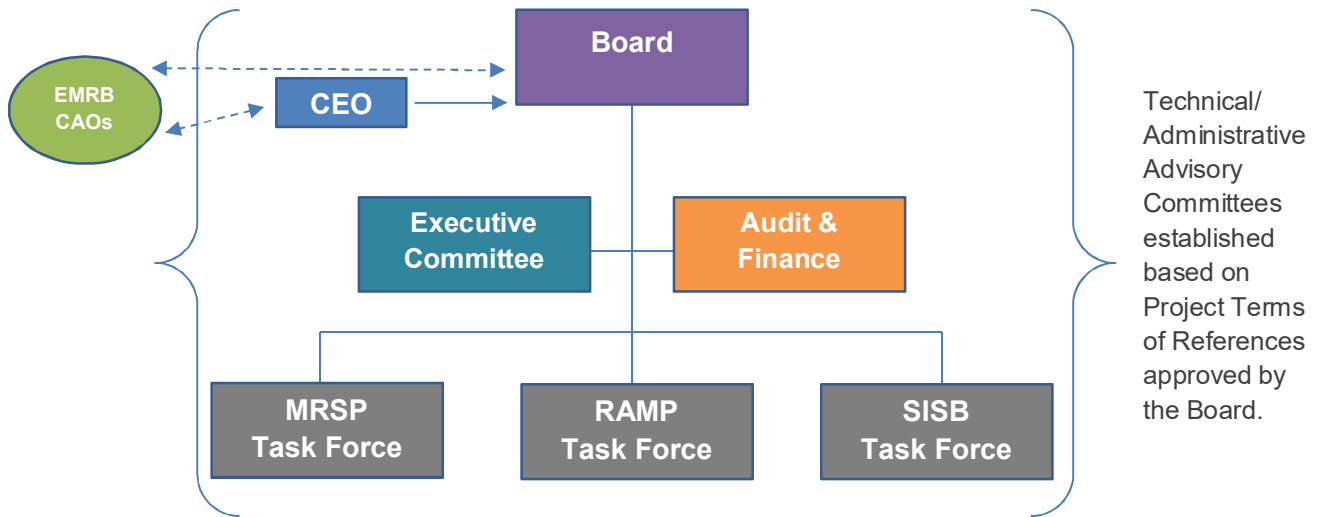 Board
EMRB
CAOs
CEO
Executive
Committee
Audit &
Finance
MRSP
Task Force
RAMP
Task Force
SISB
Task Force
Technical/
Administrative
Advisory
Committees
established
based on
Project Terms
of References
approved by
the Board.